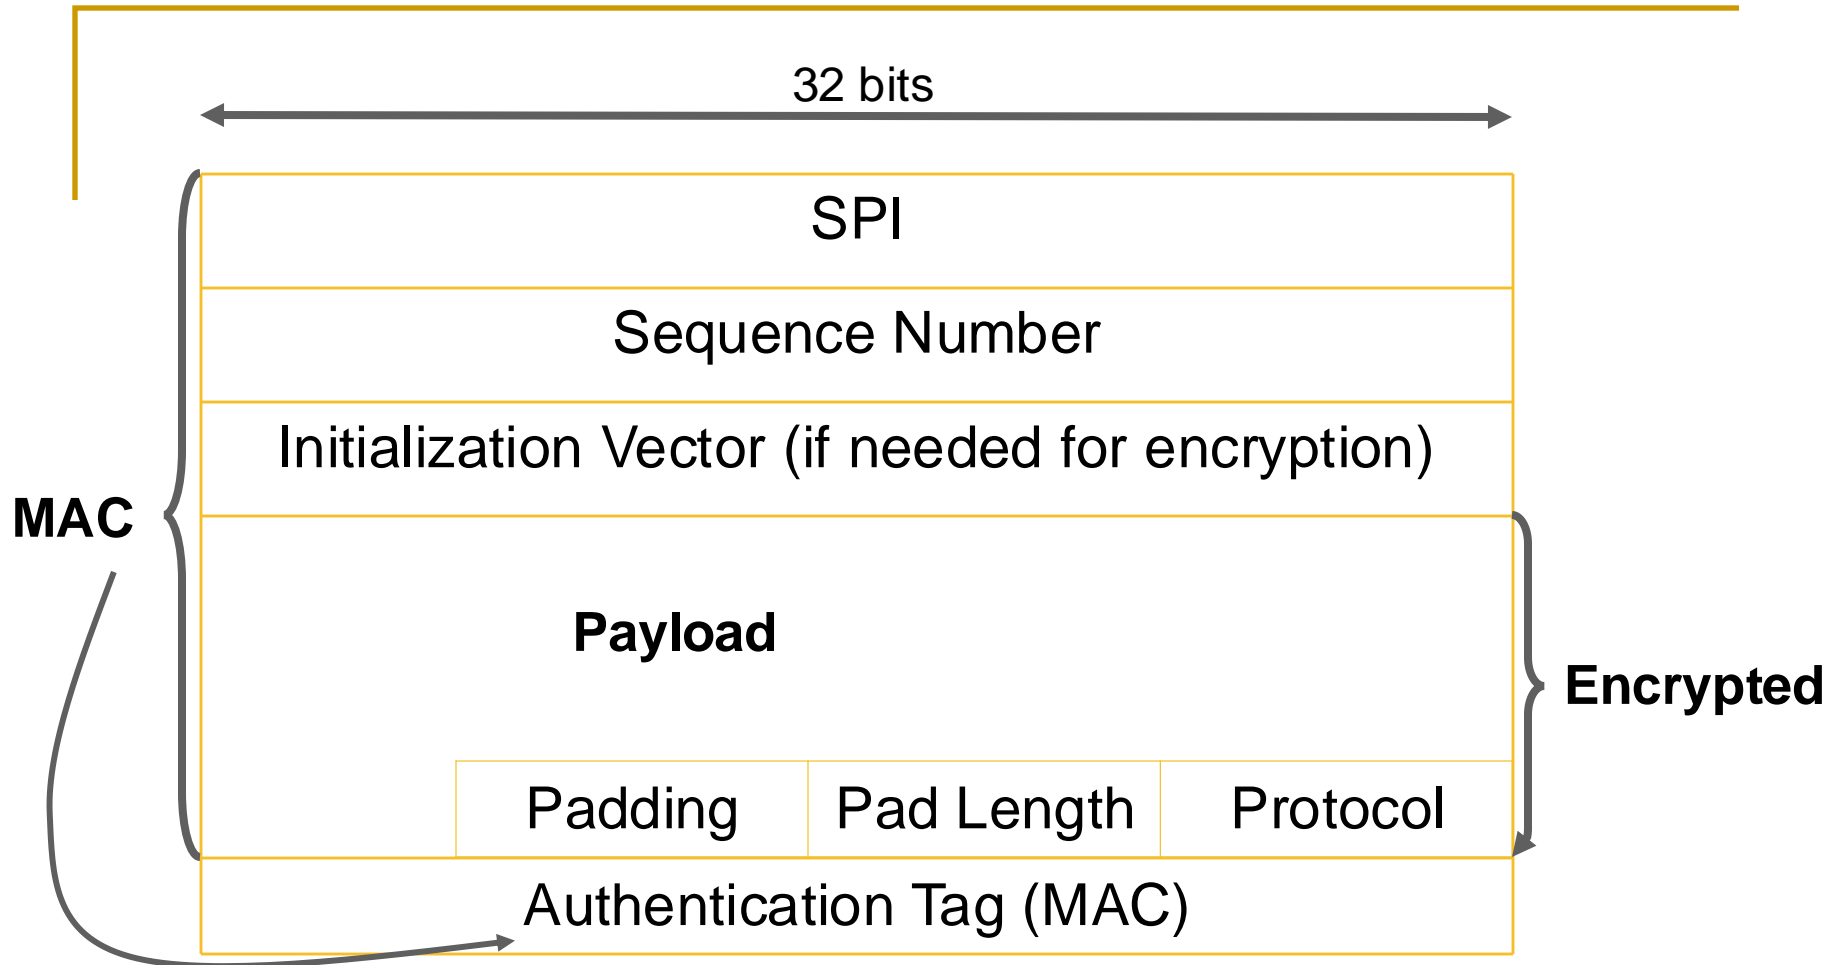 32 bits
SPI
Sequence Number
Initialization Vector (if needed for encryption)
MAC
Payload
Encrypted
Padding Pad Length Protocol
Authentication Tag (MAC)